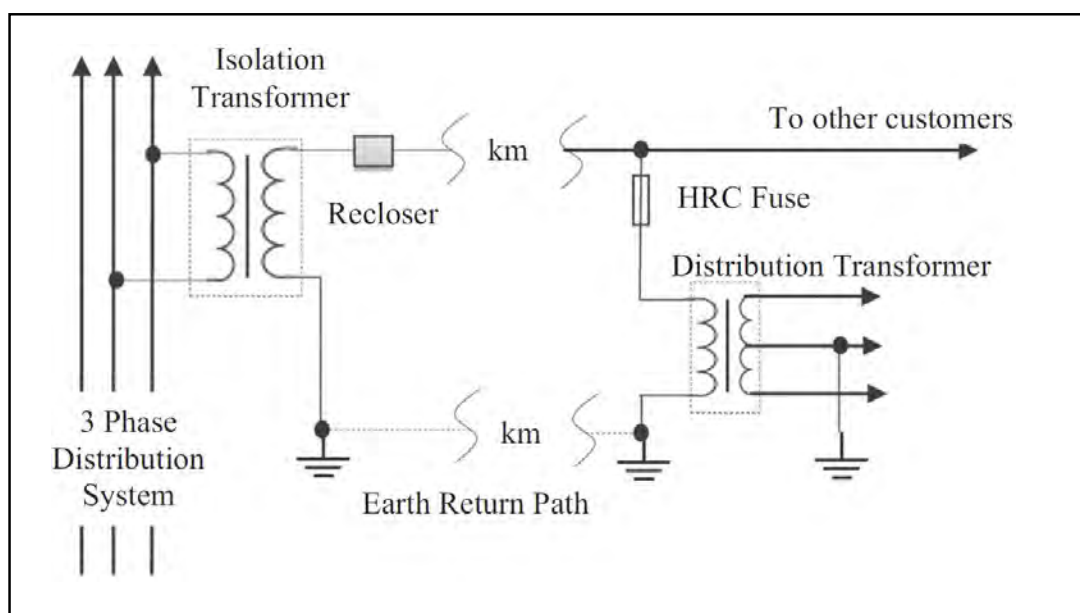 Isolation
Transformer
km
To other customers
Recloser
HRC Fuse
Distribution Transformer
3 Phase
Distribution
System
km
Earth Return Path